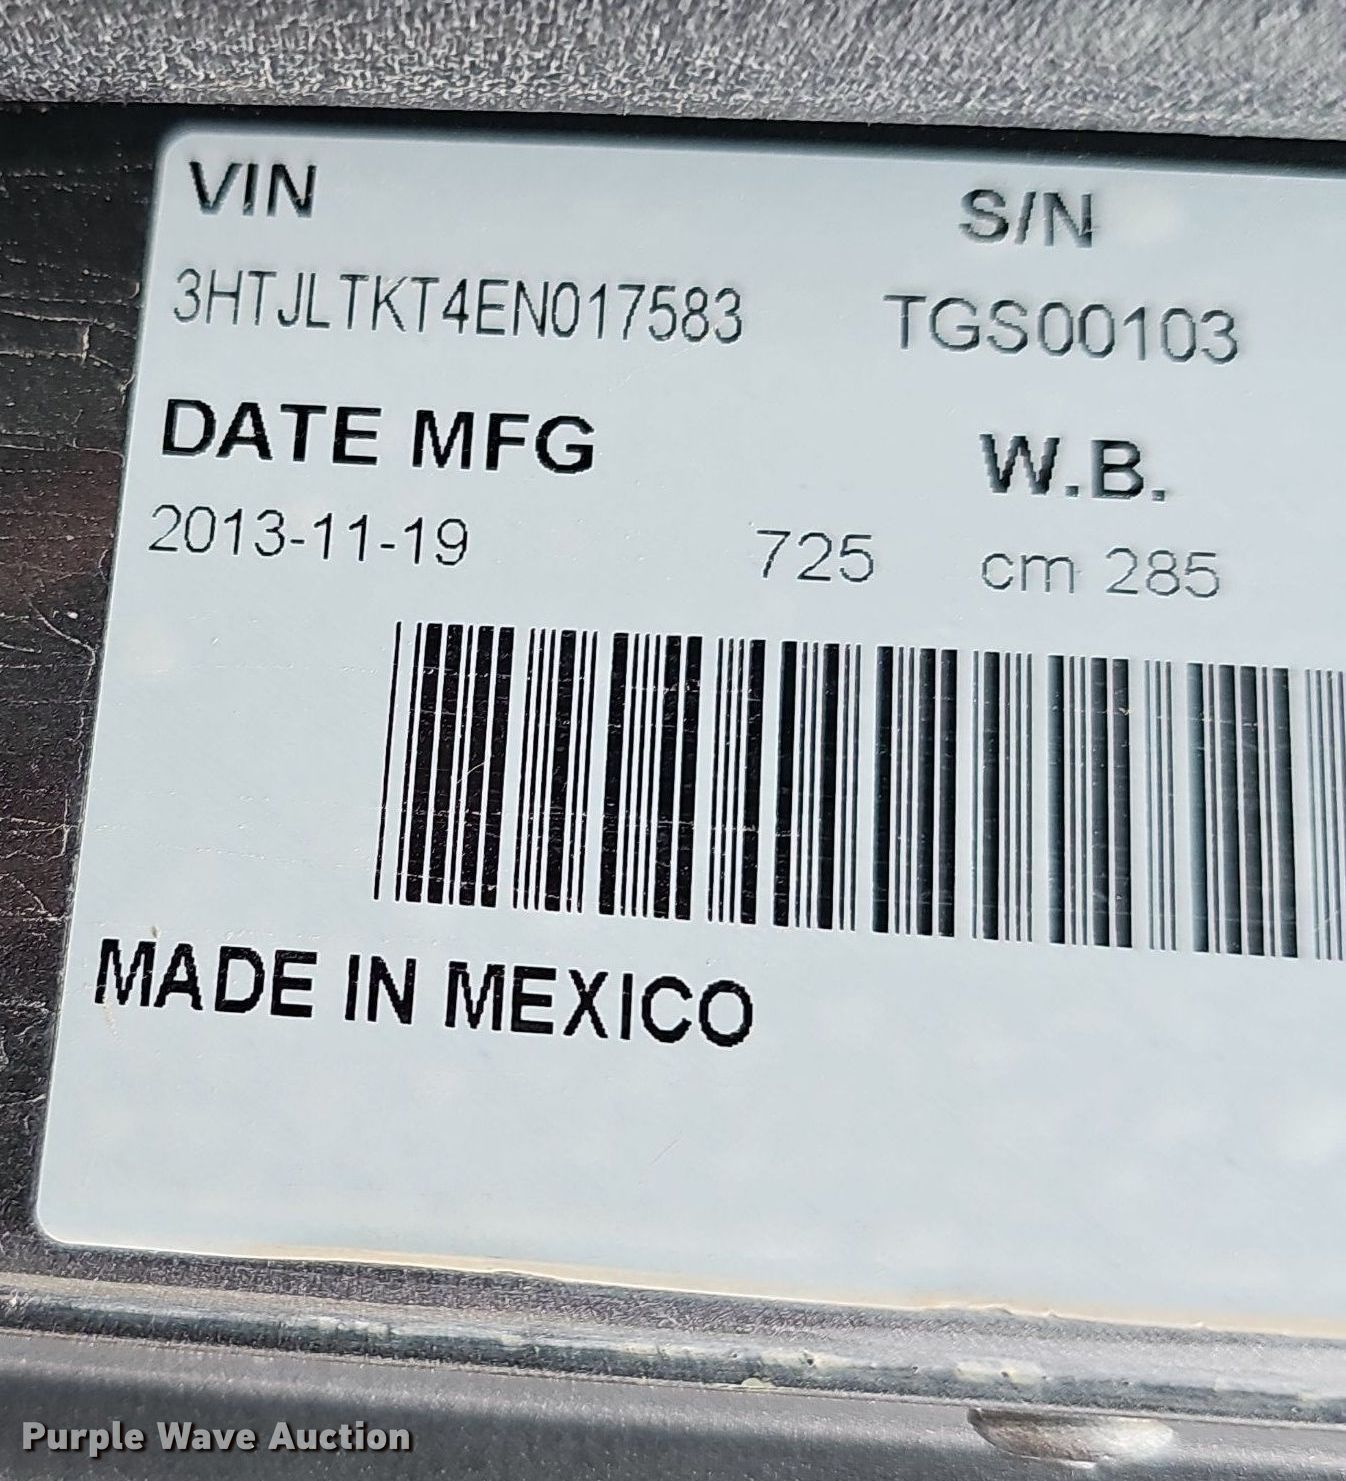 VIN S/N
3HTJLTKT4EN017583 TGS00103
DATE MFG W.B.
2013-11-19 725 cm 285
MADE IN MEXICO
Purple Wave Auction